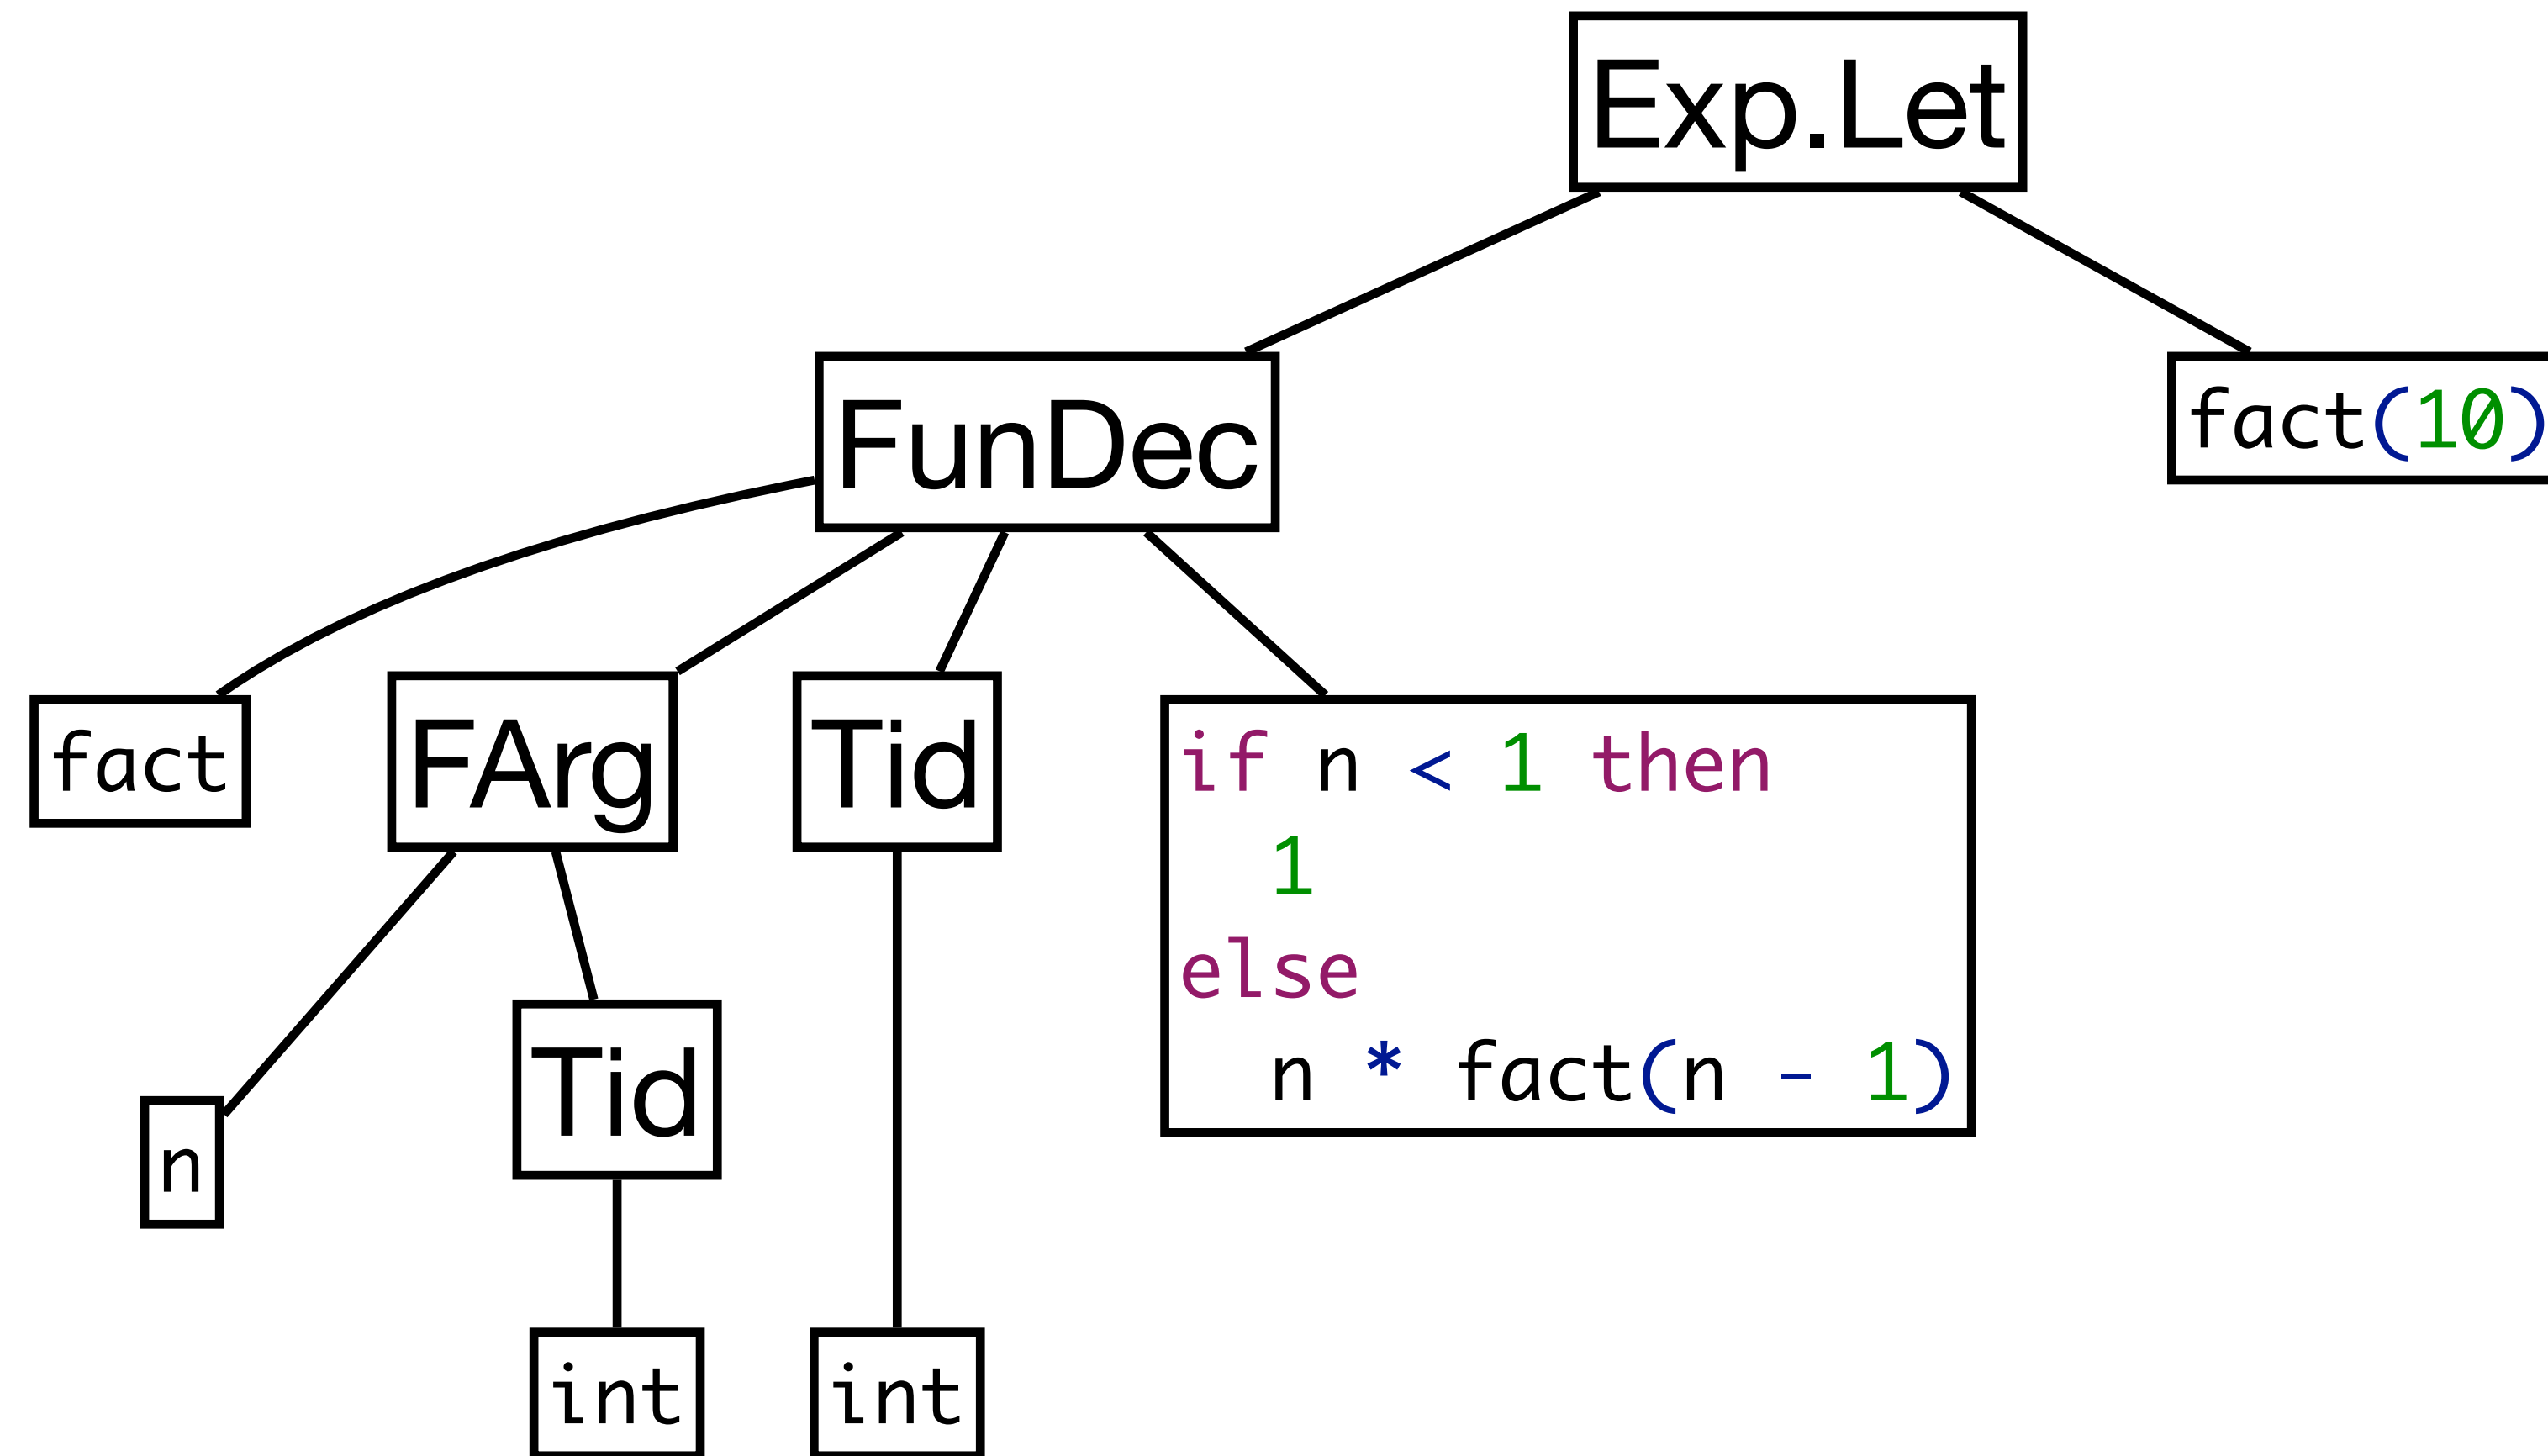 Exp.Let
FunDec
fact(10)
fact
FArg
Tid
if n < 1 then
  1
else
  n * fact(n - 1)
Tid
n
int
int